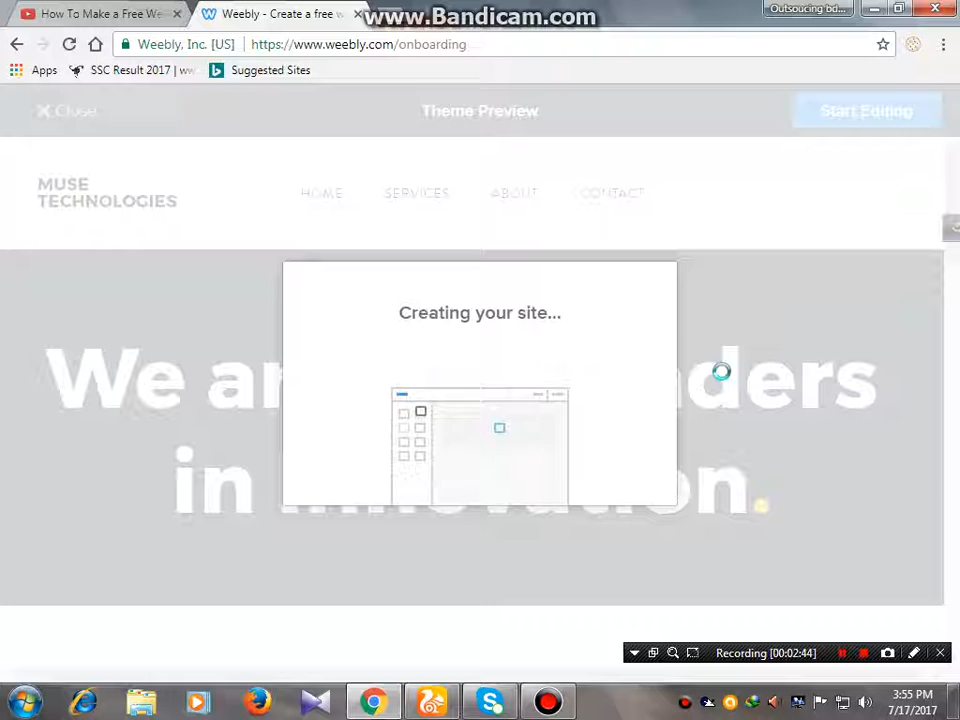 How To Make a Free We
Weebly - Create a free w
www.Bandicam.com
Outsoucing bd...
Weebly, Inc. [US]
https://www.weebly.com/onboarding
Apps
SSC Result 2017 | w
Suggested Sites
Close
Theme Preview
Start Editing
MUSE
TECHNOLOGIES
HOME
SERVICES
ABOUT
CONTACT
Creating your site...
We ar
ders
in
n.
Recording [00:02:44]
3:55 PM
7/17/2017